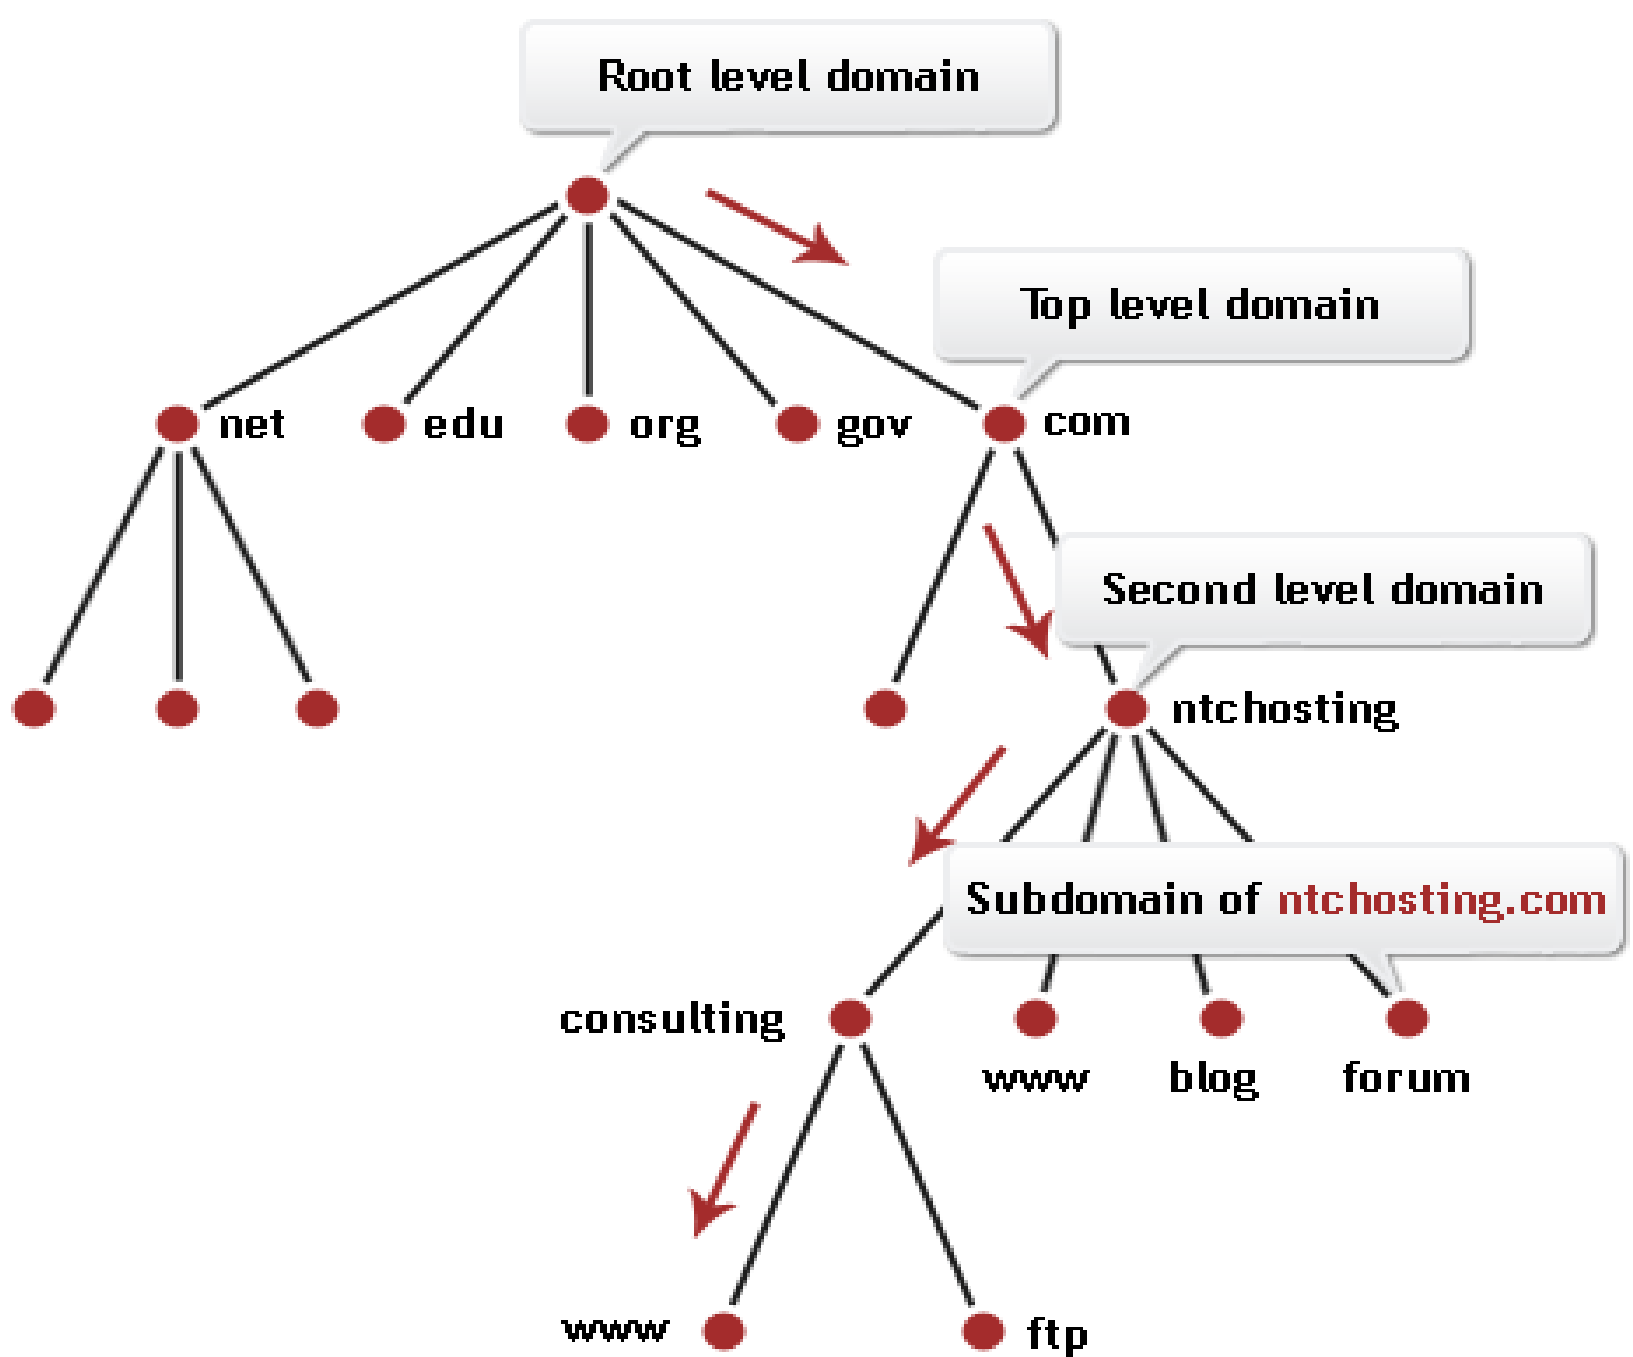 Root level domain
Top level domain
net edu org gov com
Second level domain
ntchosting
Subdomain of ntchosting.com
consulting
www blog forum
www ftp